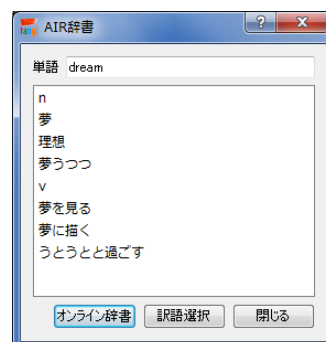 AIR辞書
単語 dream
n
夢
理想
夢うつつ
v
夢を見る
夢に描く
うとうとと過ごす
オンライン辞書 訳語選択 閉じる